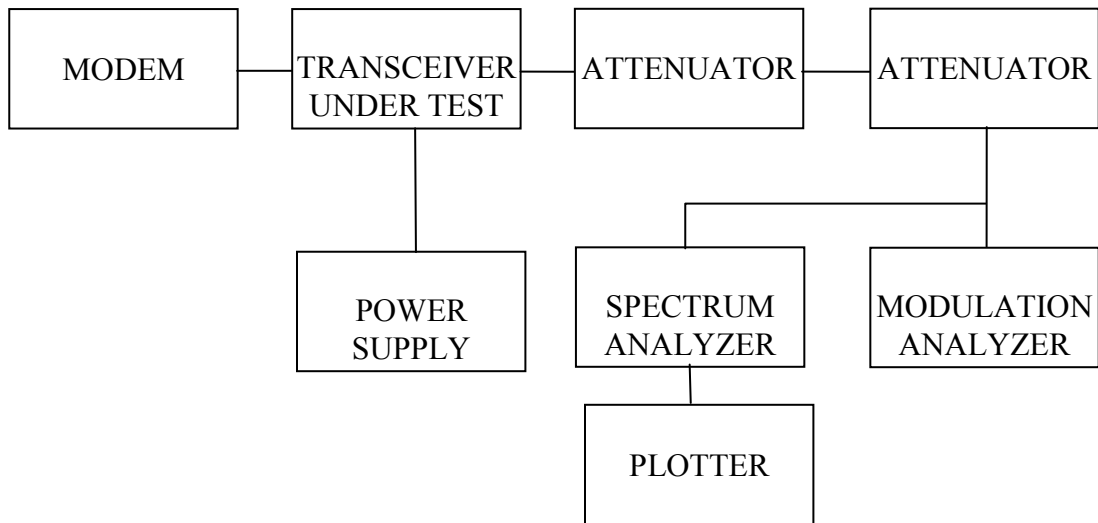 MODEM
TRANSCEIVER
UNDER TEST
ATTENUATOR
ATTENUATOR
POWER
SUPPLY
SPECTRUM
ANALYZER
MODULATION
ANALYZER
PLOTTER